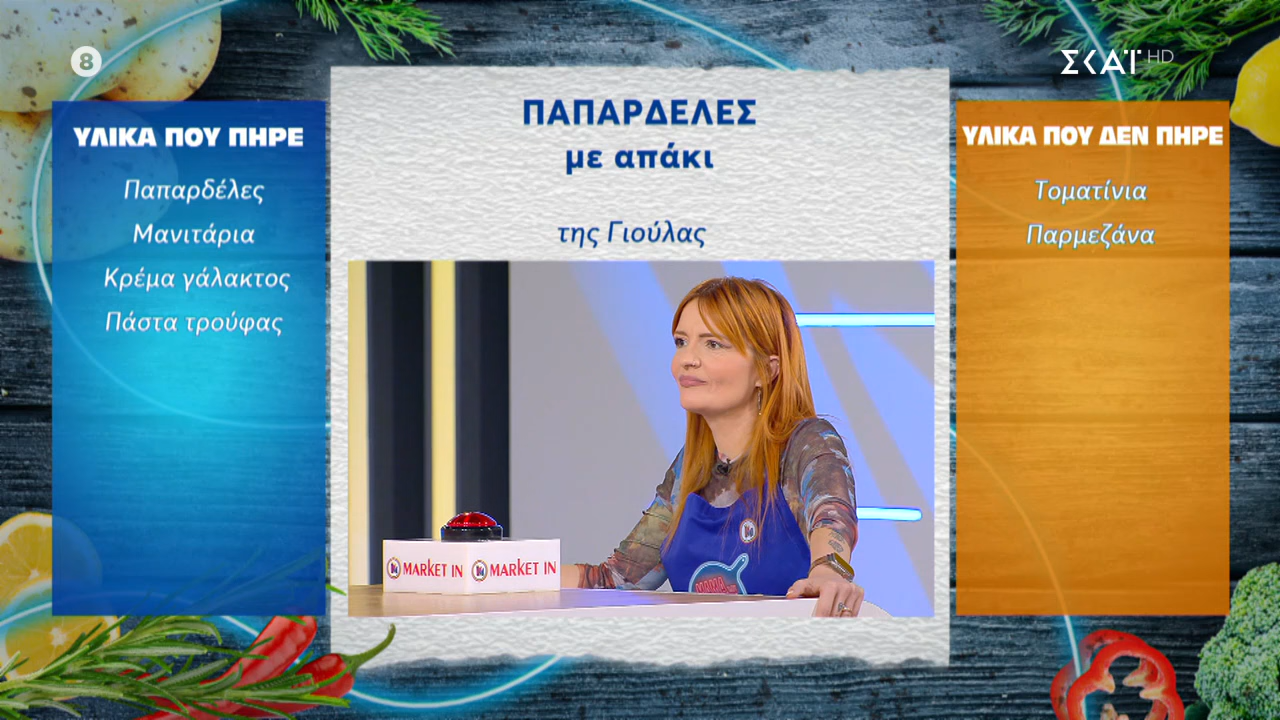 8
ΣΚΑΪ HD
ΠΑΠΑΡΔΕΛΕΣ
με απάκι
της Γιούλας
ΥΛΙΚΑ ΠΟΥ ΠΗΡΕ
Παπαρδέλες
Μανιτάρια
Κρέμα γάλακτος
Πάστα τρούφας
ΥΛΙΚΑ ΠΟΥ ΔΕΝ ΠΗΡΕ
Τοματίνια
Παρμεζάνα
MARKET IN MARKET IN
MAMA